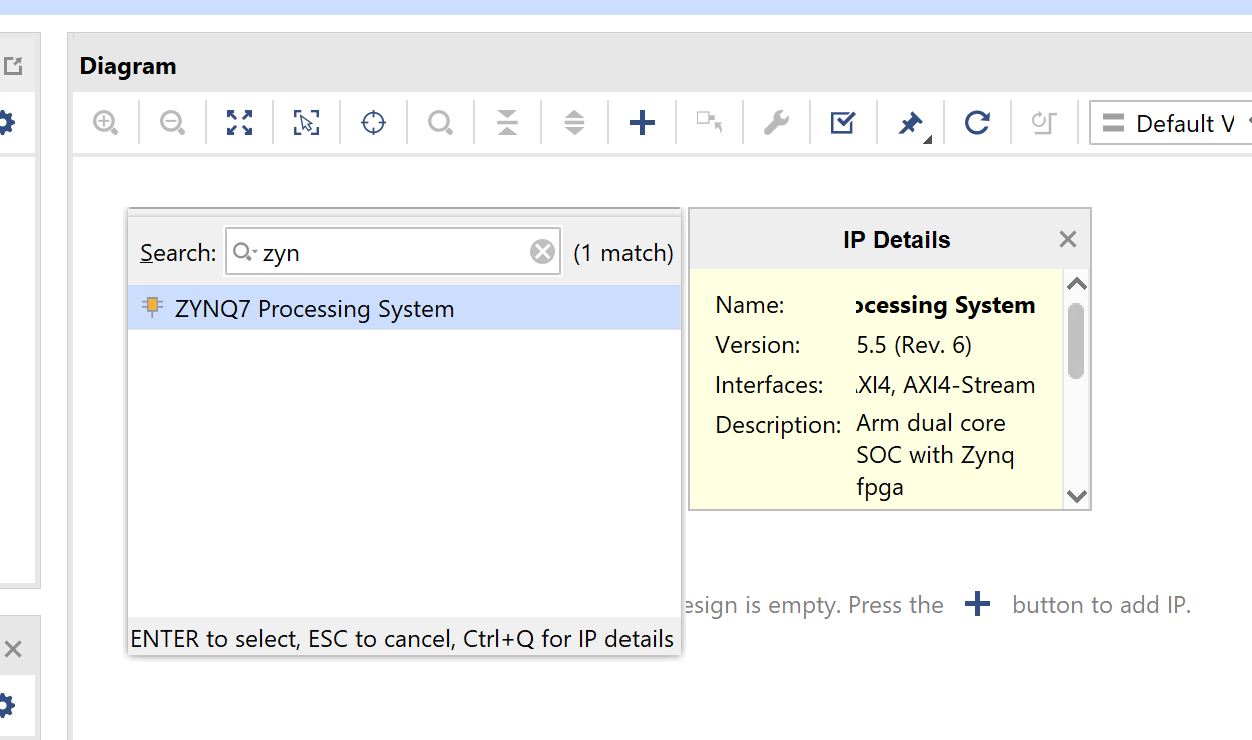 Diagram
Default V
Search: zyn (1 match)
ZYNQ7 Processing System
ENTER to select, ESC to cancel, Ctrl+Q for IP details
IP Details
Name: ocessing System
Version: 5.5 (Rev. 6)
Interfaces: AXI4, AXI4-Stream
Description: Arm dual core
SOC with Zynq
fpga
esign is empty. Press the button to add IP.